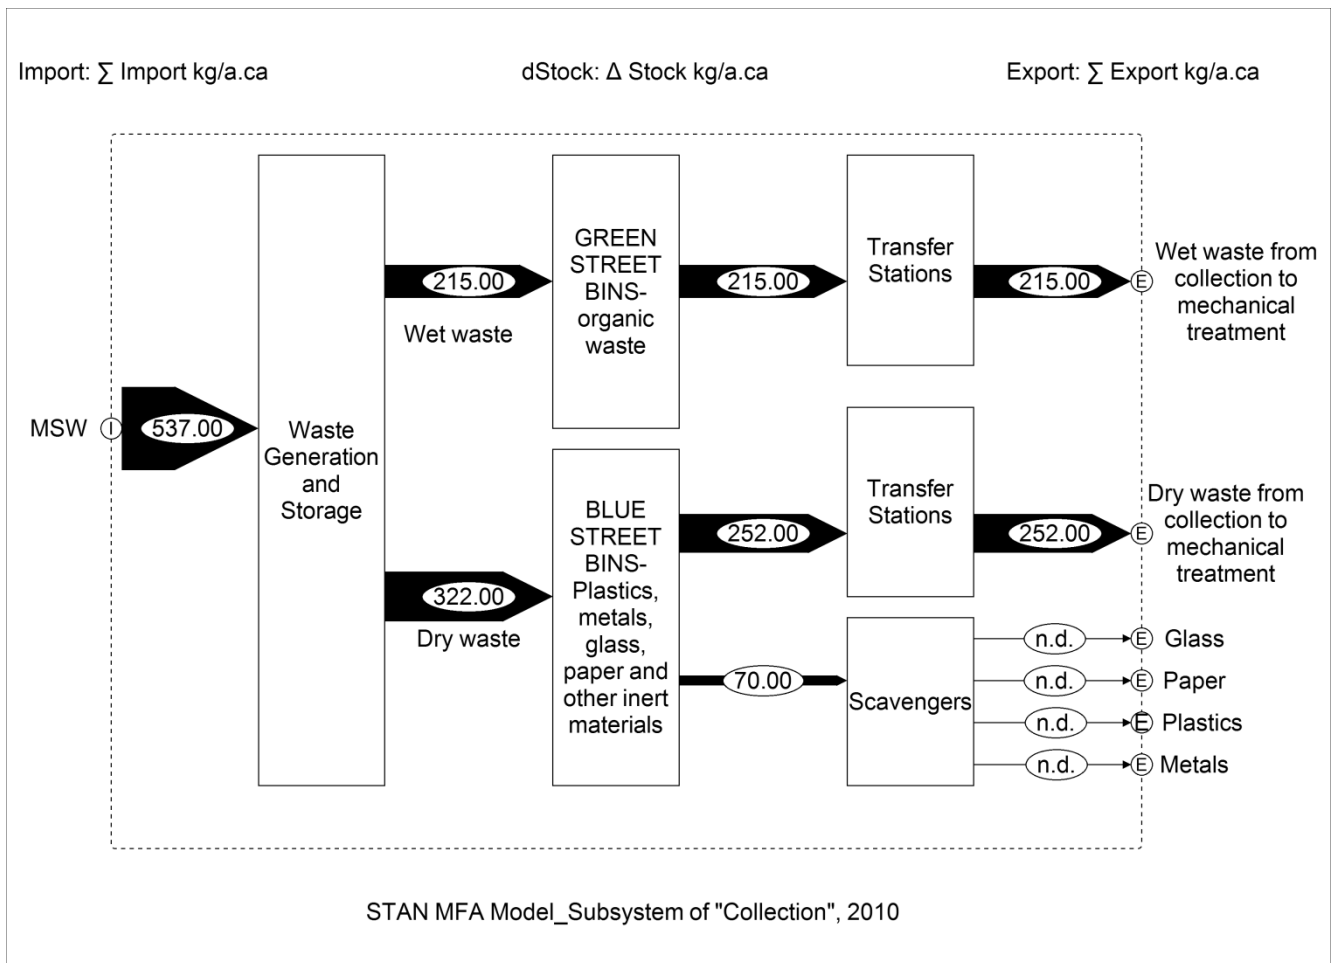 Import: ∑ Import kg/a.ca
dStock: Δ Stock kg/a.ca
Export: ∑ Export kg/a.ca
MSW
I
537.00
Waste
Generation
and
Storage
215.00
Wet waste
GREEN
STREET
BINS-
organic
waste
215.00
Transfer
Stations
215.00
E
Wet waste from
collection to
mechanical
treatment
322.00
Dry waste
BLUE
STREET
BINS-
Plastics,
metals,
glass,
paper and
other inert
materials
252.00
Transfer
Stations
252.00
E
Dry waste from
collection to
mechanical
treatment
70.00
Scavengers
n.d.
E
Glass
n.d.
E
Paper
n.d.
E
Plastics
n.d.
E
Metals
STAN MFA Model_Subsystem of "Collection", 2010